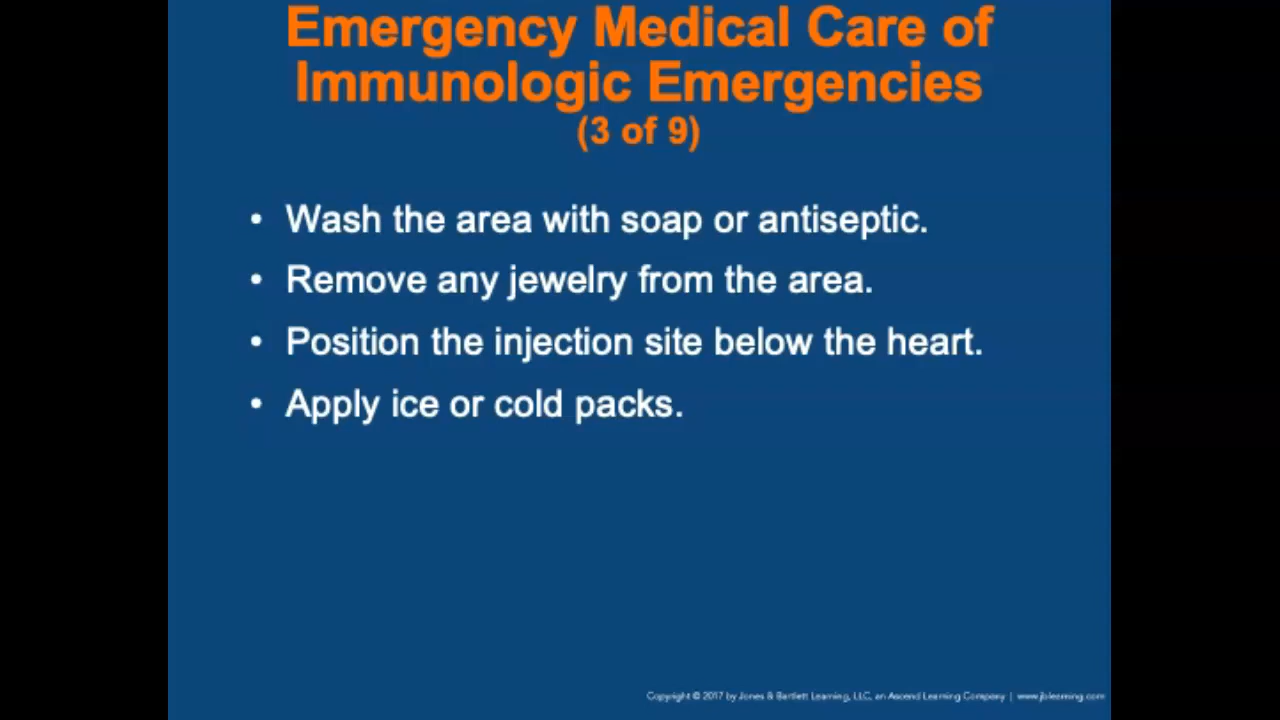 Emergency Medical Care of
Immunologic Emergencies
(3 of 9)
• Wash the area with soap or antiseptic.
• Remove any jewelry from the area.
• Position the injection site below the heart.
• Apply ice or cold packs.
Copyright © 2017 by Jones & Bartlett Learning, LLC, an Ascend Learning Company | www.jblearning.com